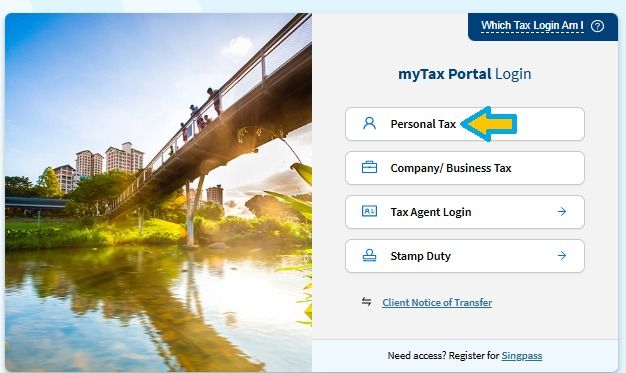 Which Tax Login Am I
myTax Portal Login
Personal Tax
Company/ Business Tax
Tax Agent Login
Stamp Duty
Client Notice of Transfer
Need access? Register for Singpass